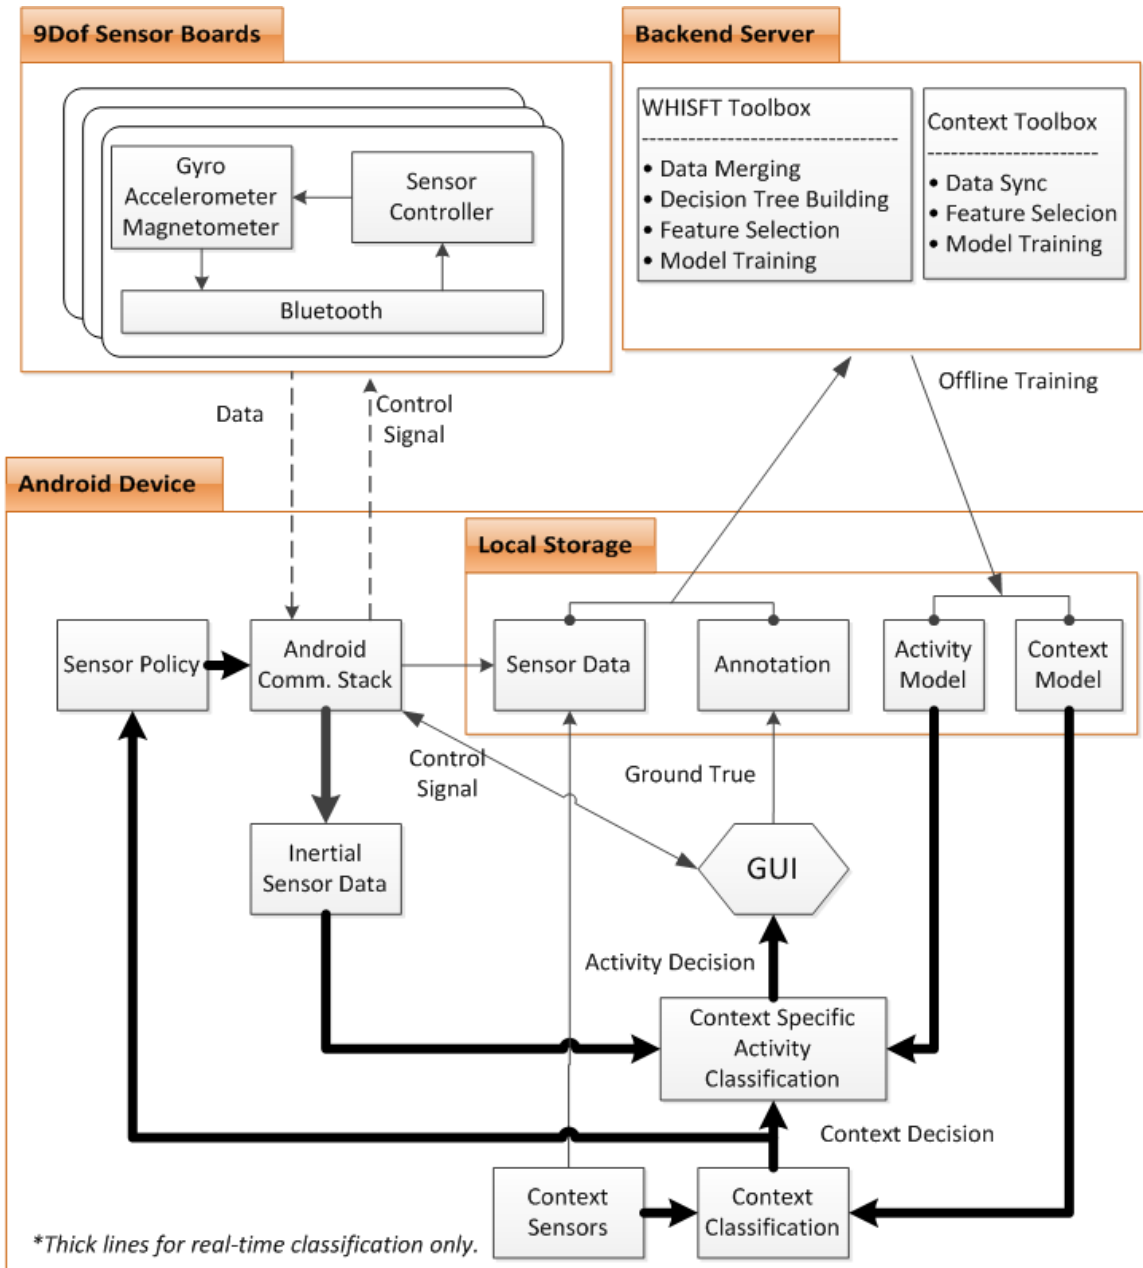 9Dof Sensor Boards
Gyro
Accelerometer
Magnetometer
Sensor
Controller
Bluetooth
Backend Server
WHISFT Toolbox
------------------------------
• Data Merging
• Decision Tree Building
• Feature Selection
• Model Training
Context Toolbox
--------------------
• Data Sync
• Feature Selecion
• Model Training
Data
Control
Signal
Offline Training
Android Device
Local Storage
Sensor Policy
Android
Comm. Stack
Sensor Data
Annotation
Activity
Model
Context
Model
Control
Signal
Ground True
Inertial
Sensor Data
GUI
Activity Decision
Context Specific
Activity
Classification
Context Decision
Context
Sensors
Context
Classification
*Thick lines for real-time classification only.